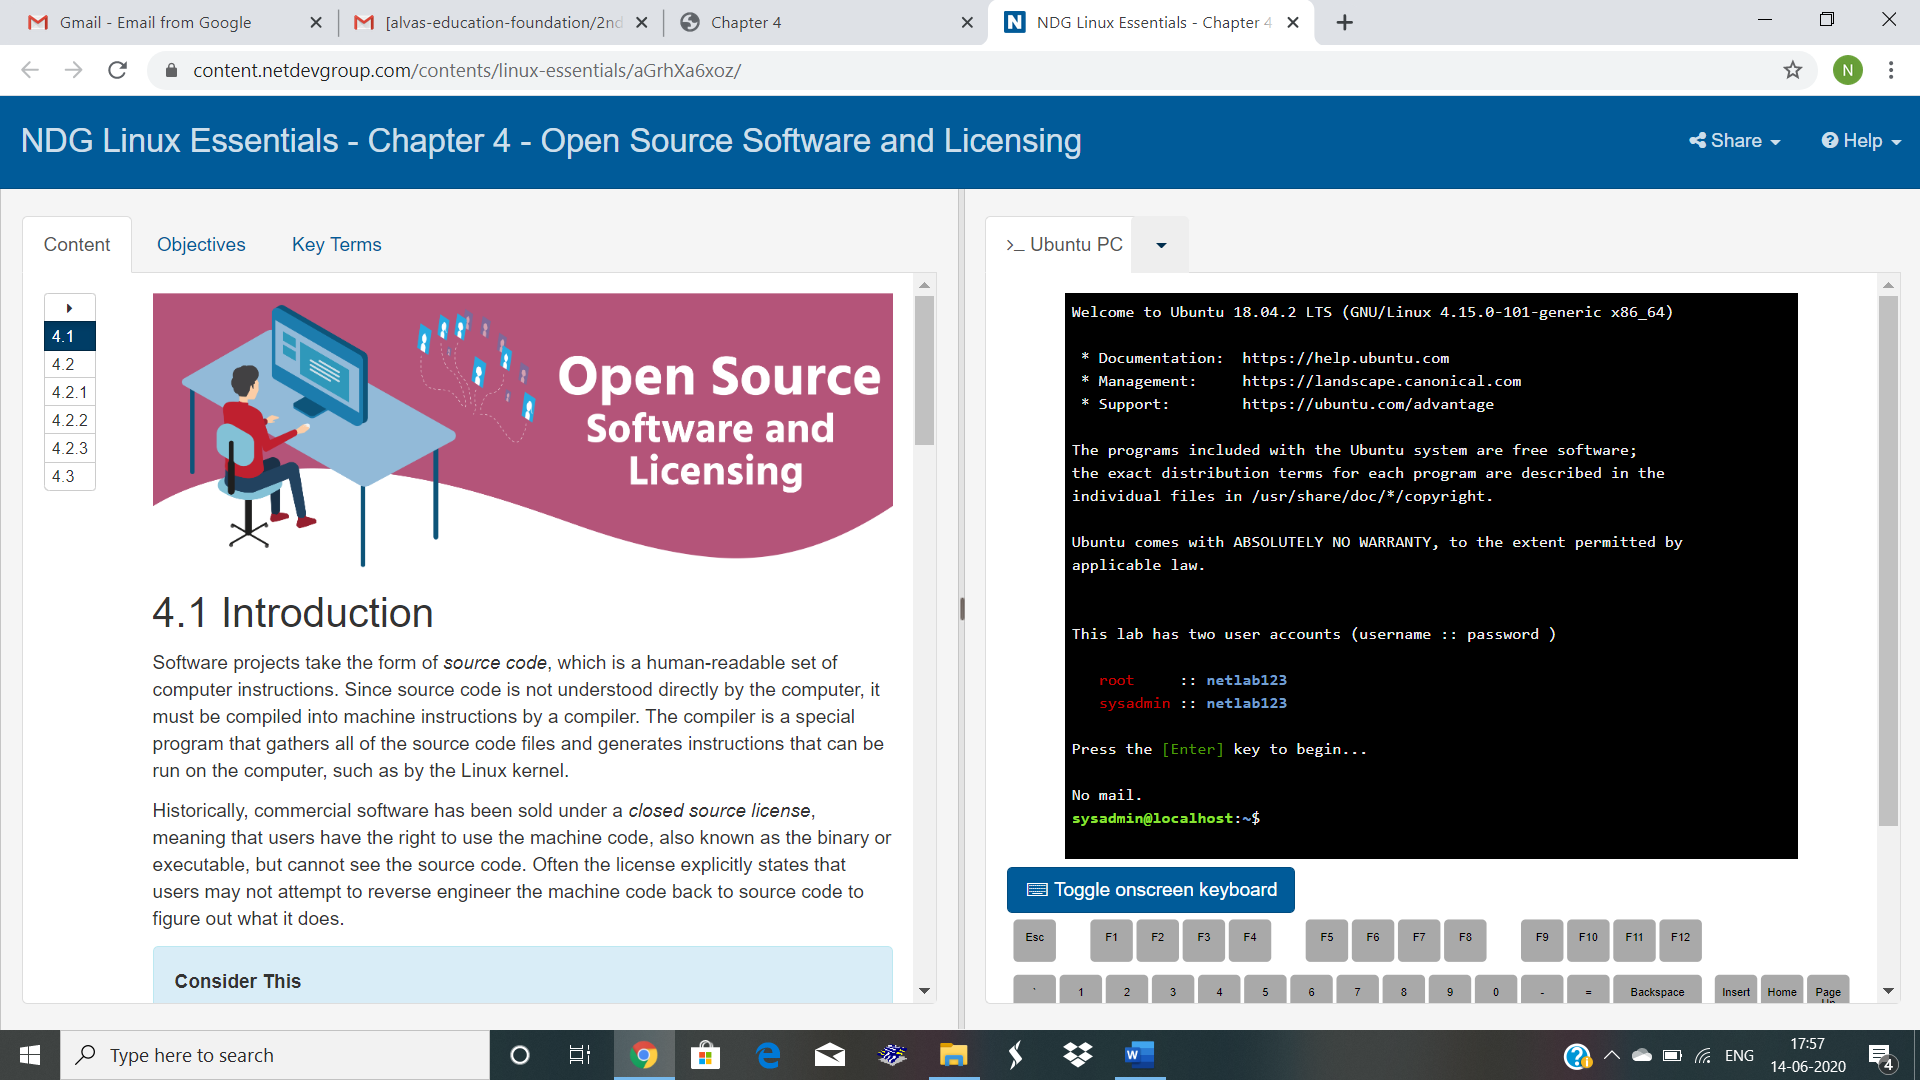 Gmail - Email from Google
[alvas-education-foundation/2nd
Chapter 4
NDG Linux Essentials - Chapter 4
content.netdevgroup.com/contents/linux-essentials/aGrhXa6xoz/
N
NDG Linux Essentials - Chapter 4 - Open Source Software and Licensing
Share
Help
Content
Objectives
Key Terms
4.1
4.2
4.2.1
4.2.2
4.2.3
4.3
Open Source
Software and
Licensing
4.1 Introduction
Software projects take the form of source code, which is a human-readable set of
computer instructions. Since source code is not understood directly by the computer, it
must be compiled into machine instructions by a compiler. The compiler is a special
program that gathers all of the source code files and generates instructions that can be
run on the computer, such as by the Linux kernel.
Historically, commercial software has been sold under a closed source license,
meaning that users have the right to use the machine code, also known as the binary or
executable, but cannot see the source code. Often the license explicitly states that
users may not attempt to reverse engineer the machine code back to source code to
figure out what it does.
Consider This
>_ Ubuntu PC
Welcome to Ubuntu 18.04.2 LTS (GNU/Linux 4.15.0-101-generic x86_64)
* Documentation: https://help.ubuntu.com
* Management: https://landscape.canonical.com
* Support: https://ubuntu.com/advantage
The programs included with the Ubuntu system are free software;
the exact distribution terms for each program are described in the
individual files in /usr/share/doc/*/copyright.
Ubuntu comes with ABSOLUTELY NO WARRANTY, to the extent permitted by
applicable law.
This lab has two user accounts (username :: password )
root :: netlab123
sysadmin :: netlab123
Press the [Enter] key to begin...
No mail.
sysadmin@localhost:~$
Toggle onscreen keyboard
Esc F1 F2 F3 F4 F5 F6 F7 F8 F9 F10 F11 F12
` 1 2 3 4 5 6 7 8 9 0 - = Backspace Insert Home Page Up
Type here to search
ENG
17:57
14-06-2020
4